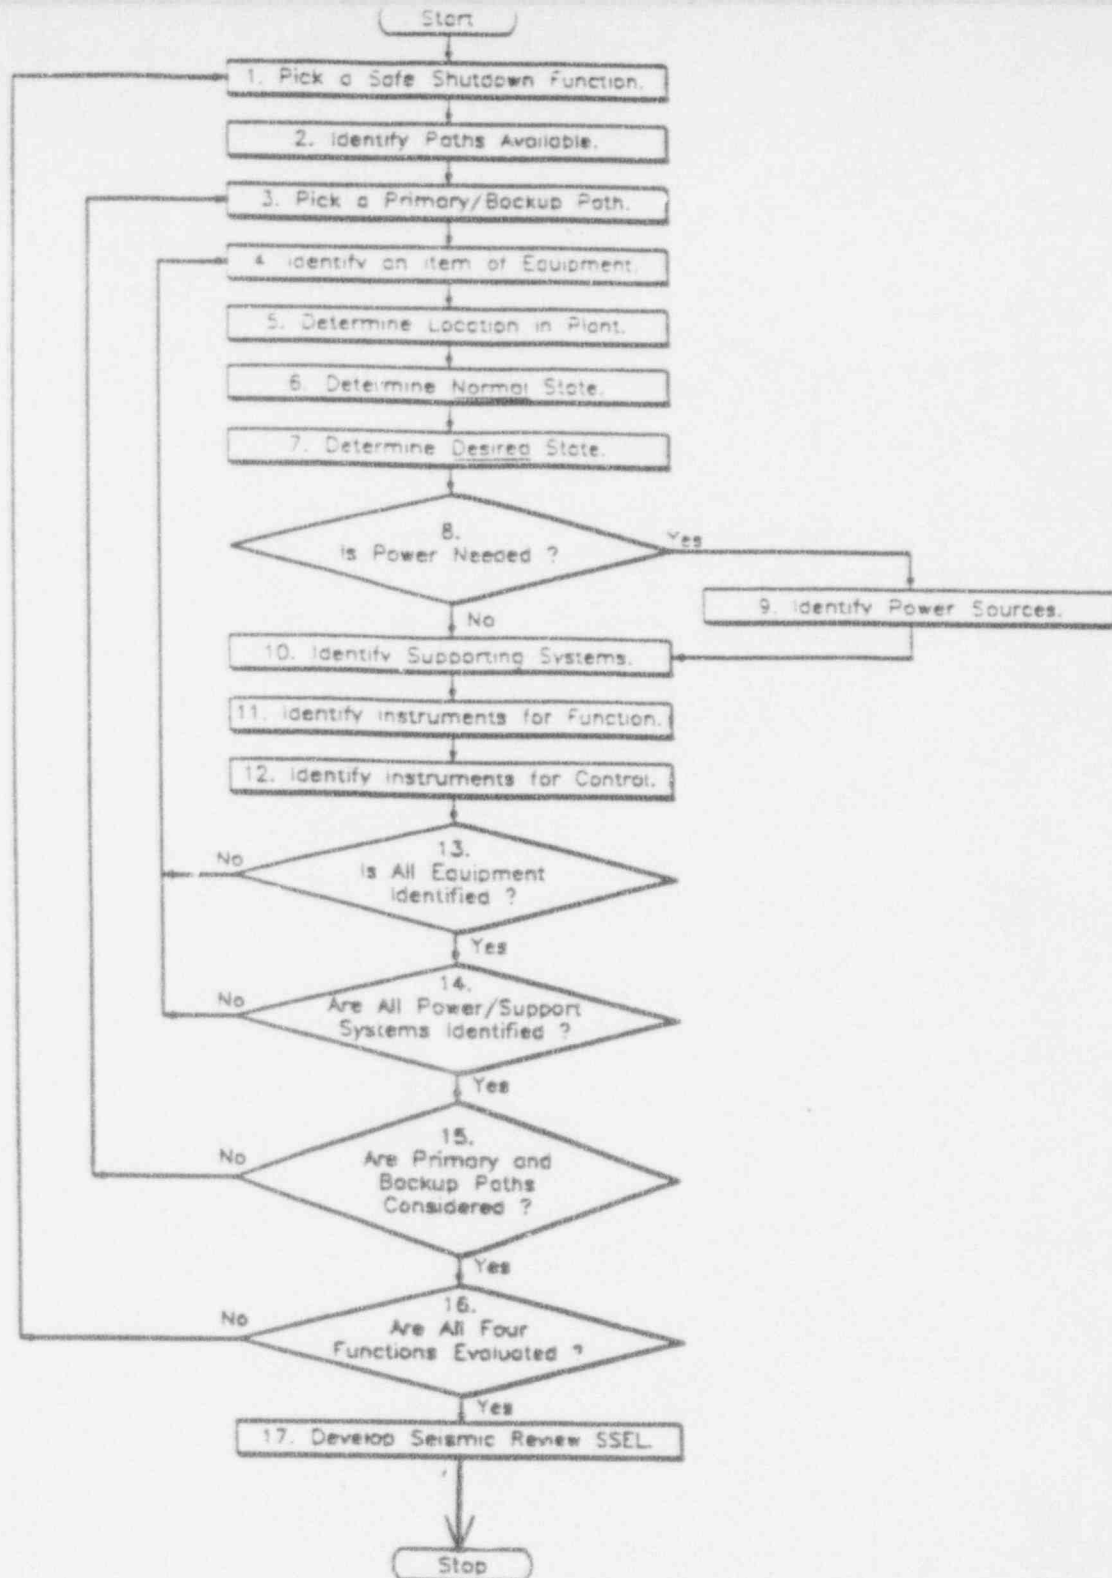 Start
1. Pick a Safe Shutdown Function.
2. Identify Paths Available.
3. Pick a Primary/Backup Path.
4. Identify an Item of Equipment.
5. Determine Location in Plant.
6. Determine Normal State.
7. Determine Desired State.
8.
Is Power Needed ?
Yes
9. Identify Power Sources.
No
10. Identify Supporting Systems.
11. Identify Instruments for Function.
12. Identify Instruments for Control.
13.
Is All Equipment
Identified ?
No
Yes
14.
Are All Power/Support
Systems Identified ?
No
Yes
15.
Are Primary and
Backup Paths
Considered ?
No
Yes
16.
Are All Four
Functions Evaluated ?
No
Yes
17. Develop Seismic Review SSEL.
Stop